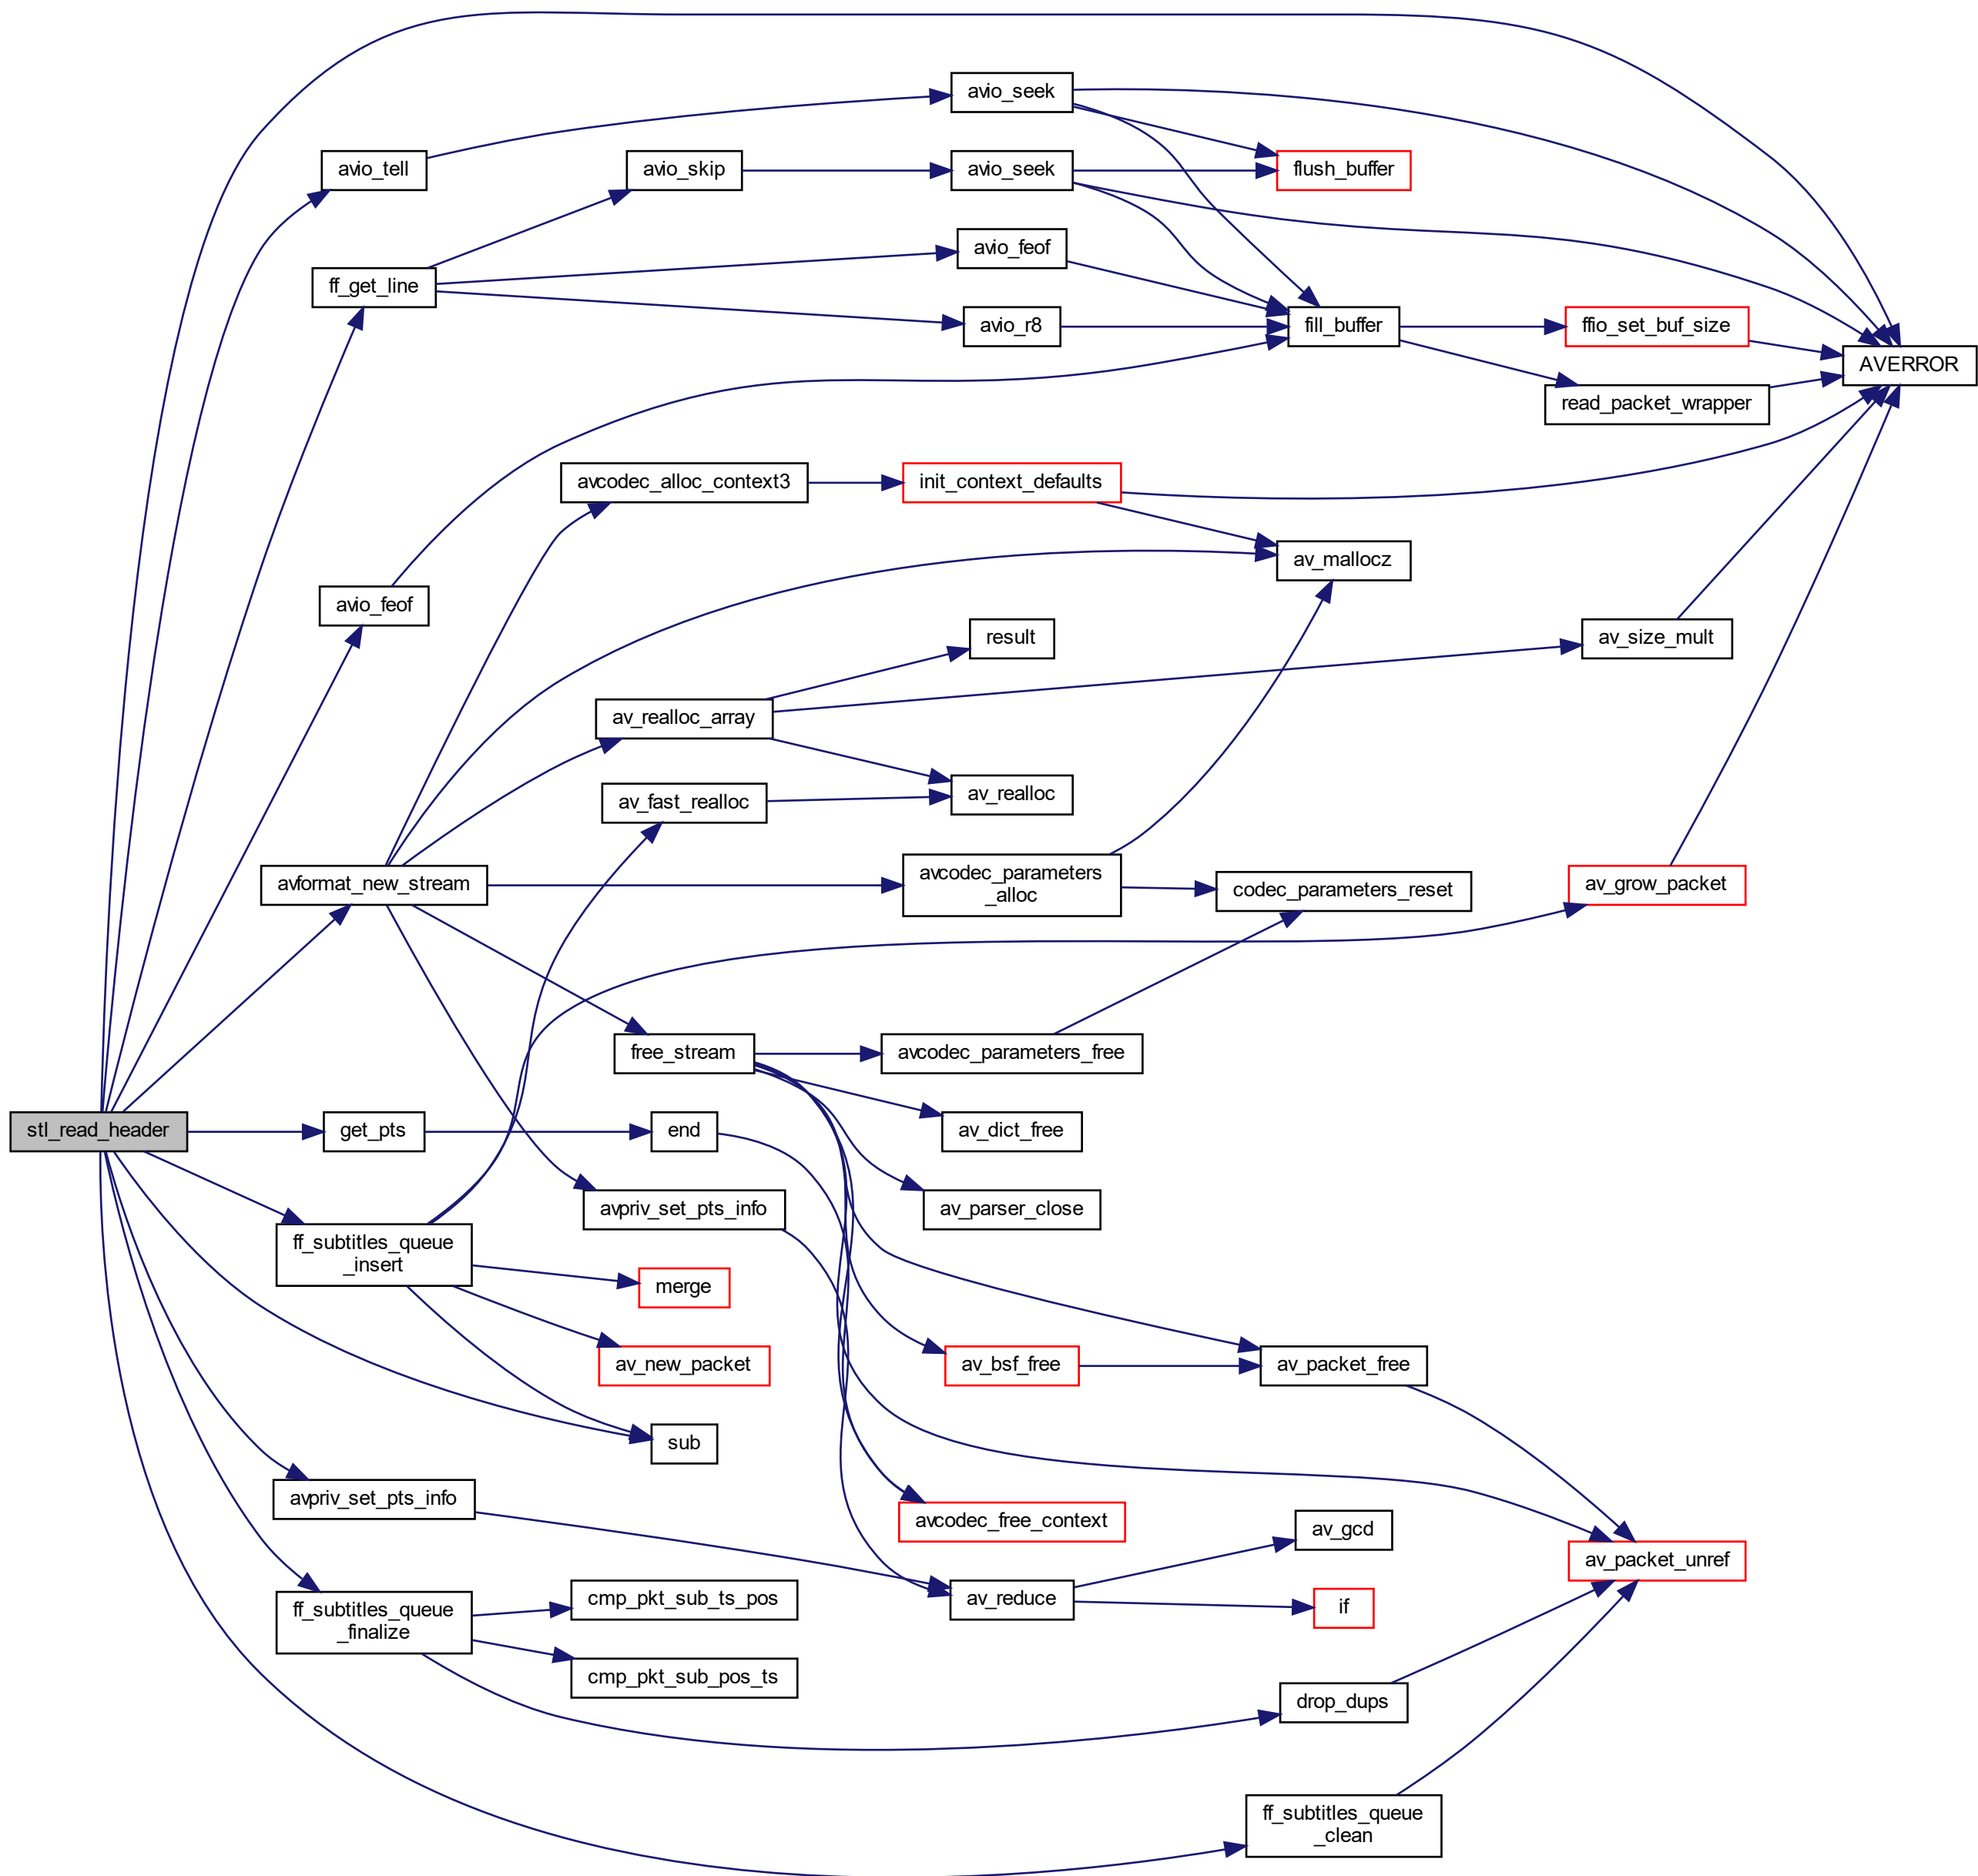 avio_seek
avio_tell
avio_skip
avio_seek
flush_buffer
avio_feof
ff_get_line
avio_r8
fill_buffer
ffio_set_buf_size
AVERROR
read_packet_wrapper
avcodec_alloc_context3
init_context_defaults
av_mallocz
avio_feof
result
av_size_mult
av_realloc_array
av_fast_realloc
av_realloc
avformat_new_stream
avcodec_parameters
_alloc
codec_parameters_reset
av_grow_packet
free_stream
avcodec_parameters_free
stl_read_header
get_pts
end
av_dict_free
avpriv_set_pts_info
av_parser_close
ff_subtitles_queue
_insert
merge
av_new_packet
av_bsf_free
av_packet_free
sub
avpriv_set_pts_info
avcodec_free_context
av_gcd
av_packet_unref
ff_subtitles_queue
_finalize
cmp_pkt_sub_ts_pos
av_reduce
if
cmp_pkt_sub_pos_ts
drop_dups
ff_subtitles_queue
_clean